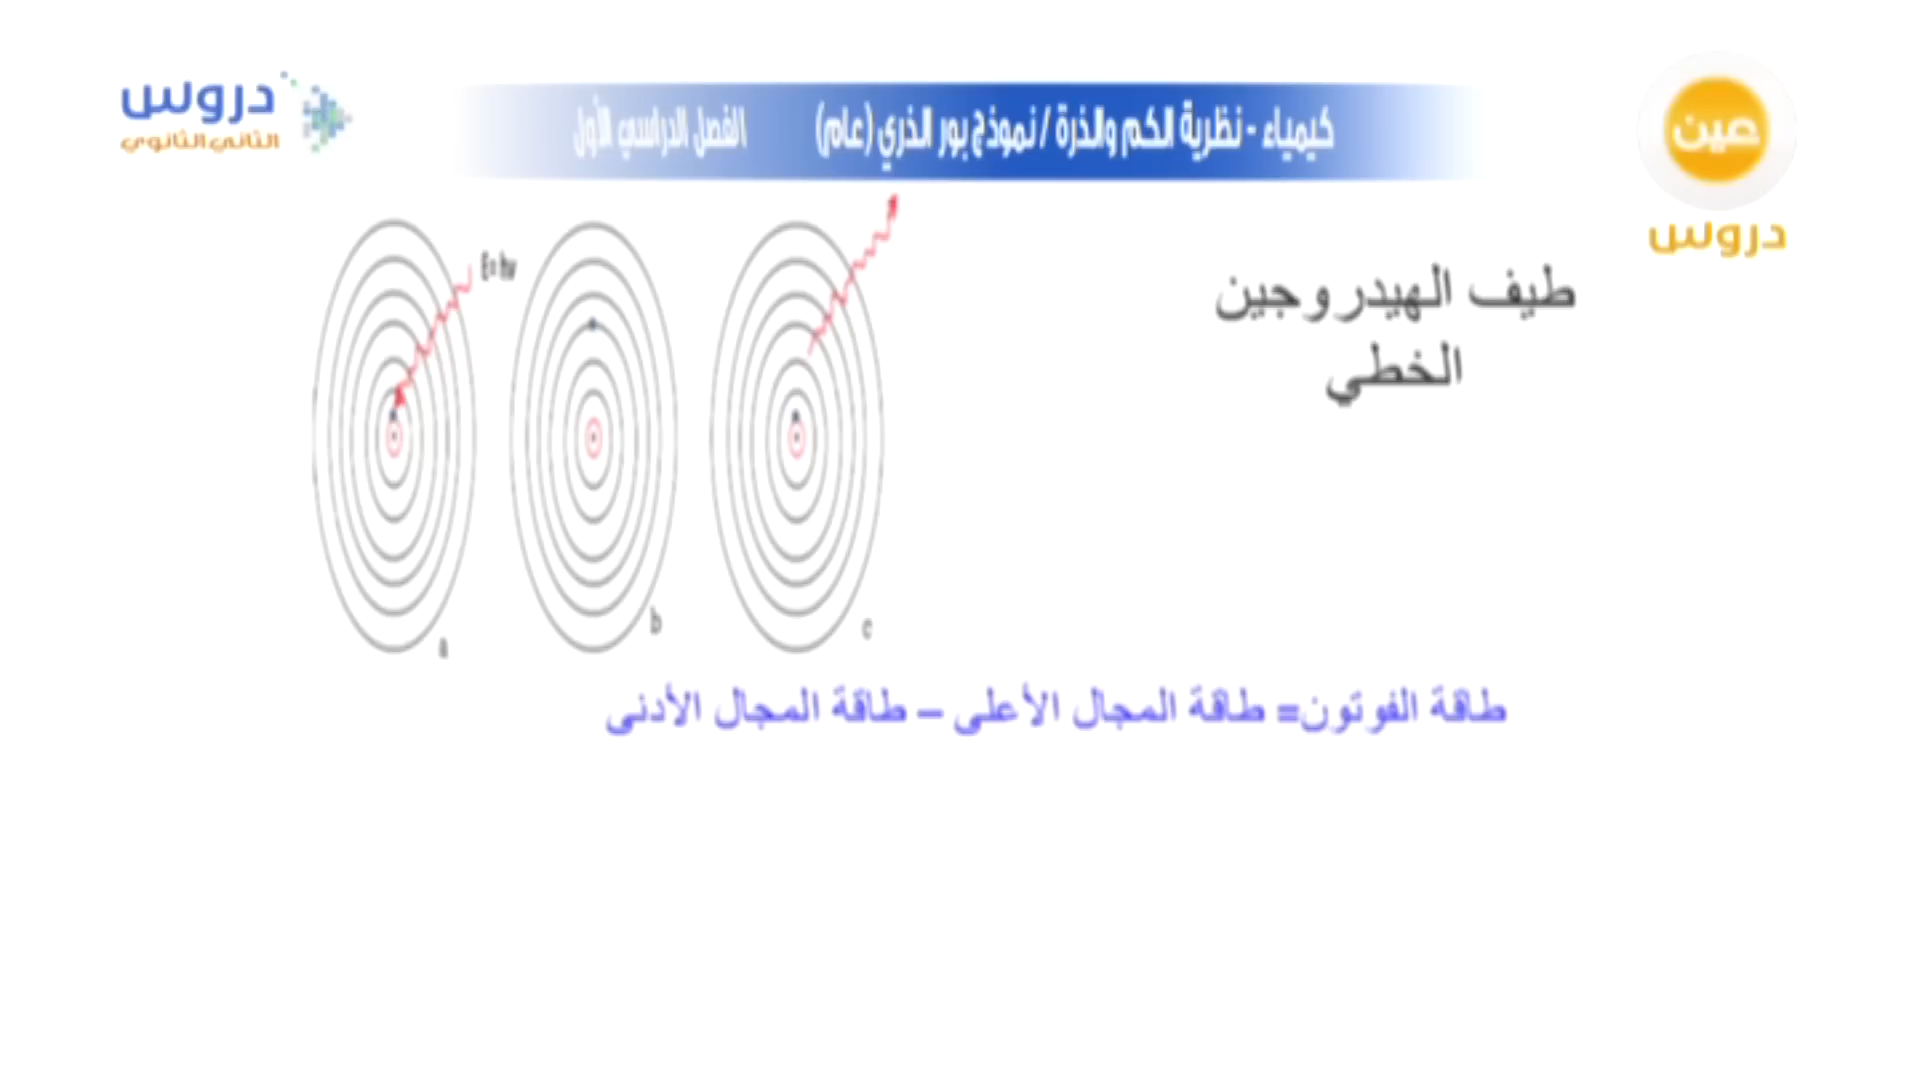 دروس
الثاني الثانوي
كيمياء - نظرية الكم والذرة / نموذج بور الذري (عام) الفصل الدراسي الأول
عين
دروس
طيف الهيدروجين
الخطي
E= hν
a
b
c
طاقة الفوتون= طاقة المجال الأعلى – طاقة المجال الأدنى